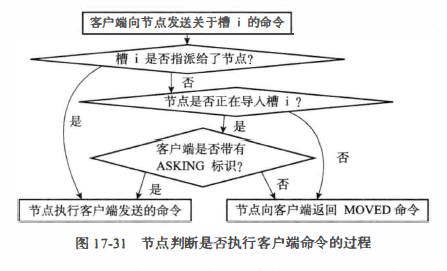 客户端向节点发送关于槽 i 的命令
槽 i 是否指派给了节点?
否
节点是否正在导入槽 i?
是
是
客户端是否带有
ASKING 标识?
否
是
否
节点执行客户端发送的命令
节点向客户端返回 MOVED 命令
图 17-31 节点判断是否执行客户端命令的过程